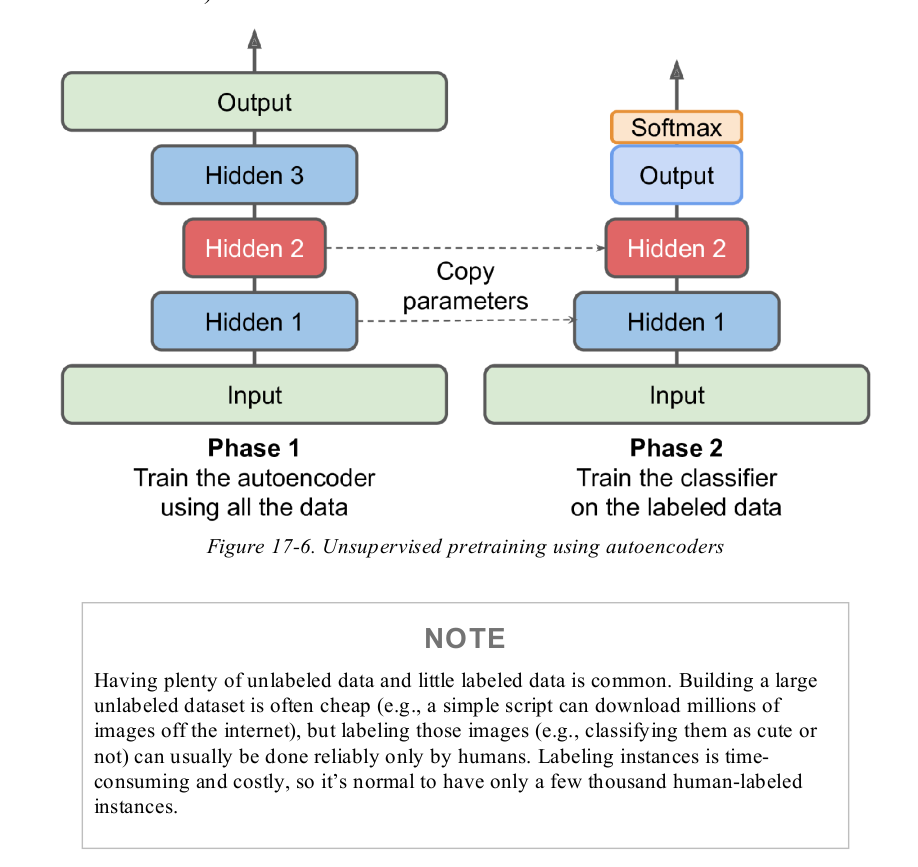 Output
Hidden 3
Hidden 2
Hidden 1
Input
Copy
parameters
Softmax
Output
Hidden 2
Hidden 1
Input
Phase 1
Train the autoencoder
using all the data
Phase 2
Train the classifier
on the labeled data
Figure 17-6. Unsupervised pretraining using autoencoders
NOTE
Having plenty of unlabeled data and little labeled data is common. Building a large
unlabeled dataset is often cheap (e.g., a simple script can download millions of
images off the internet), but labeling those images (e.g., classifying them as cute or
not) can usually be done reliably only by humans. Labeling instances is time-
consuming and costly, so it’s normal to have only a few thousand human-labeled
instances.